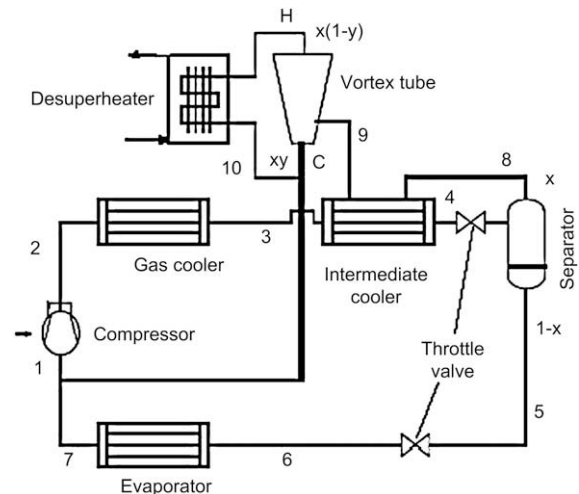 H
x(1-y)
Vortex tube
Desuperheater
9
10
xy
C
8
x
4
2
3
Gas cooler
Intermediate
cooler
Separator
Compressor
1-x
1
Throttle
valve
5
7
6
Evaporator